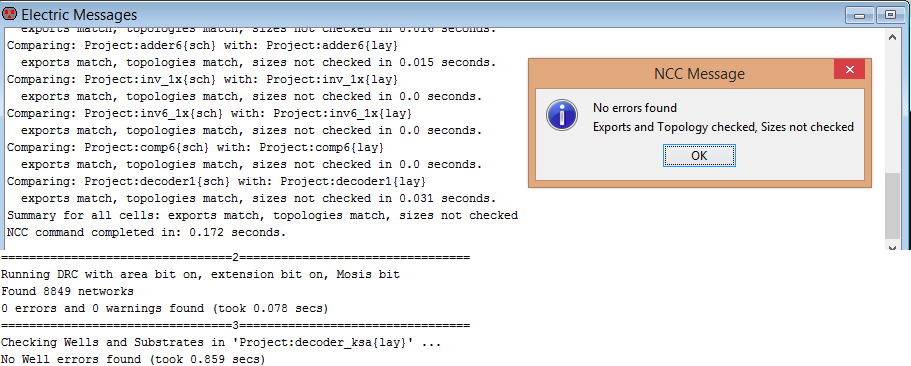 Electric Messages
exports match, topologies match, sizes not checked in 0.016 seconds.
Comparing: Project:adder6{sch} with: Project:adder6{lay}
exports match, topologies match, sizes not checked in 0.015 seconds.
Comparing: Project:inv_1x{sch} with: Project:inv_1x{lay}
exports match, topologies match, sizes not checked in 0.0 seconds.
Comparing: Project:inv6_1x{sch} with: Project:inv6_1x{lay}
exports match, topologies match, sizes not checked in 0.0 seconds.
Comparing: Project:comp6{sch} with: Project:comp6{lay}
exports match, topologies match, sizes not checked in 0.0 seconds.
Comparing: Project:decoder1{sch} with: Project:decoder1{lay}
exports match, topologies match, sizes not checked in 0.031 seconds.
Summary for all cells: exports match, topologies match, sizes not checked
NCC command completed in: 0.172 seconds.
NCC Message
No errors found
Exports and Topology checked, Sizes not checked
OK
=================================2=================================
Running DRC with area bit on, extension bit on, Mosis bit
Found 8849 networks
0 errors and 0 warnings found (took 0.078 secs)
=================================3=================================
Checking Wells and Substrates in 'Project:decoder_ksa{lay}' ...
No Well errors found (took 0.859 secs)